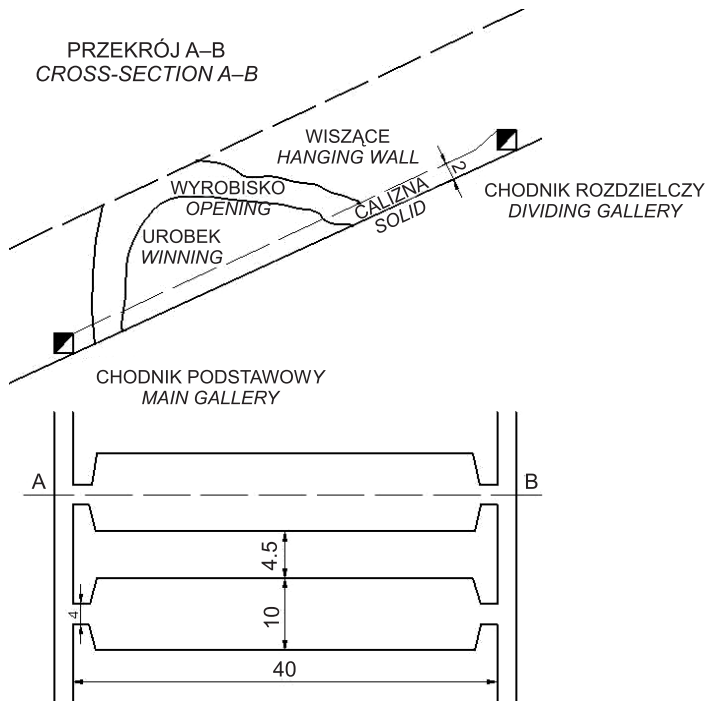 PRZEKRÓJ A–B
CROSS-SECTION A–B
WISZĄCE
HANGING WALL
2
WYROBISKO
OPENING
CALIZNA
SOLID
CHODNIK ROZDZIELCZY
DIVIDING GALLERY
UROBEK
WINNING
CHODNIK PODSTAWOWY
MAIN GALLERY
A
B
4.5
4
10
40